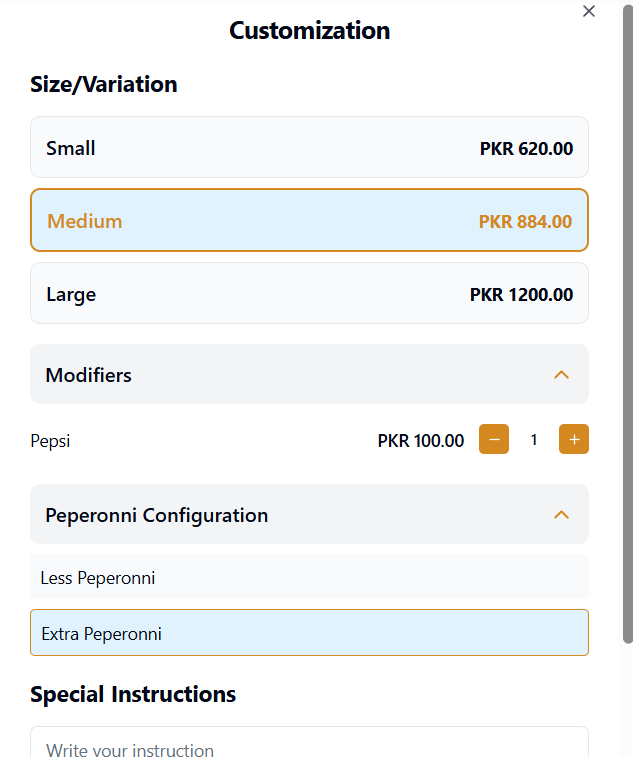 Customization
Size/Variation
Small PKR 620.00
Medium PKR 884.00
Large PKR 1200.00
Modifiers
Pepsi PKR 100.00 − 1 +
Peperonni Configuration
Less Peperonni
Extra Peperonni
Special Instructions
Write your instruction